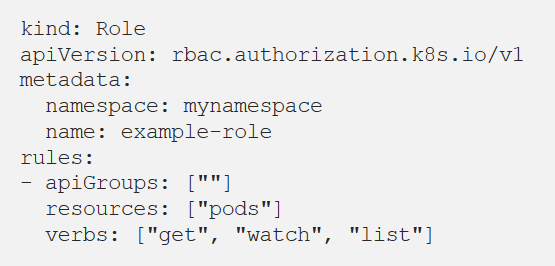 kind: Role
apiVersion: rbac.authorization.k8s.io/v1
metadata:
  namespace: mynamespace
  name: example-role
rules:
- apiGroups: [""]
  resources: ["pods"]
  verbs: ["get", "watch", "list"]